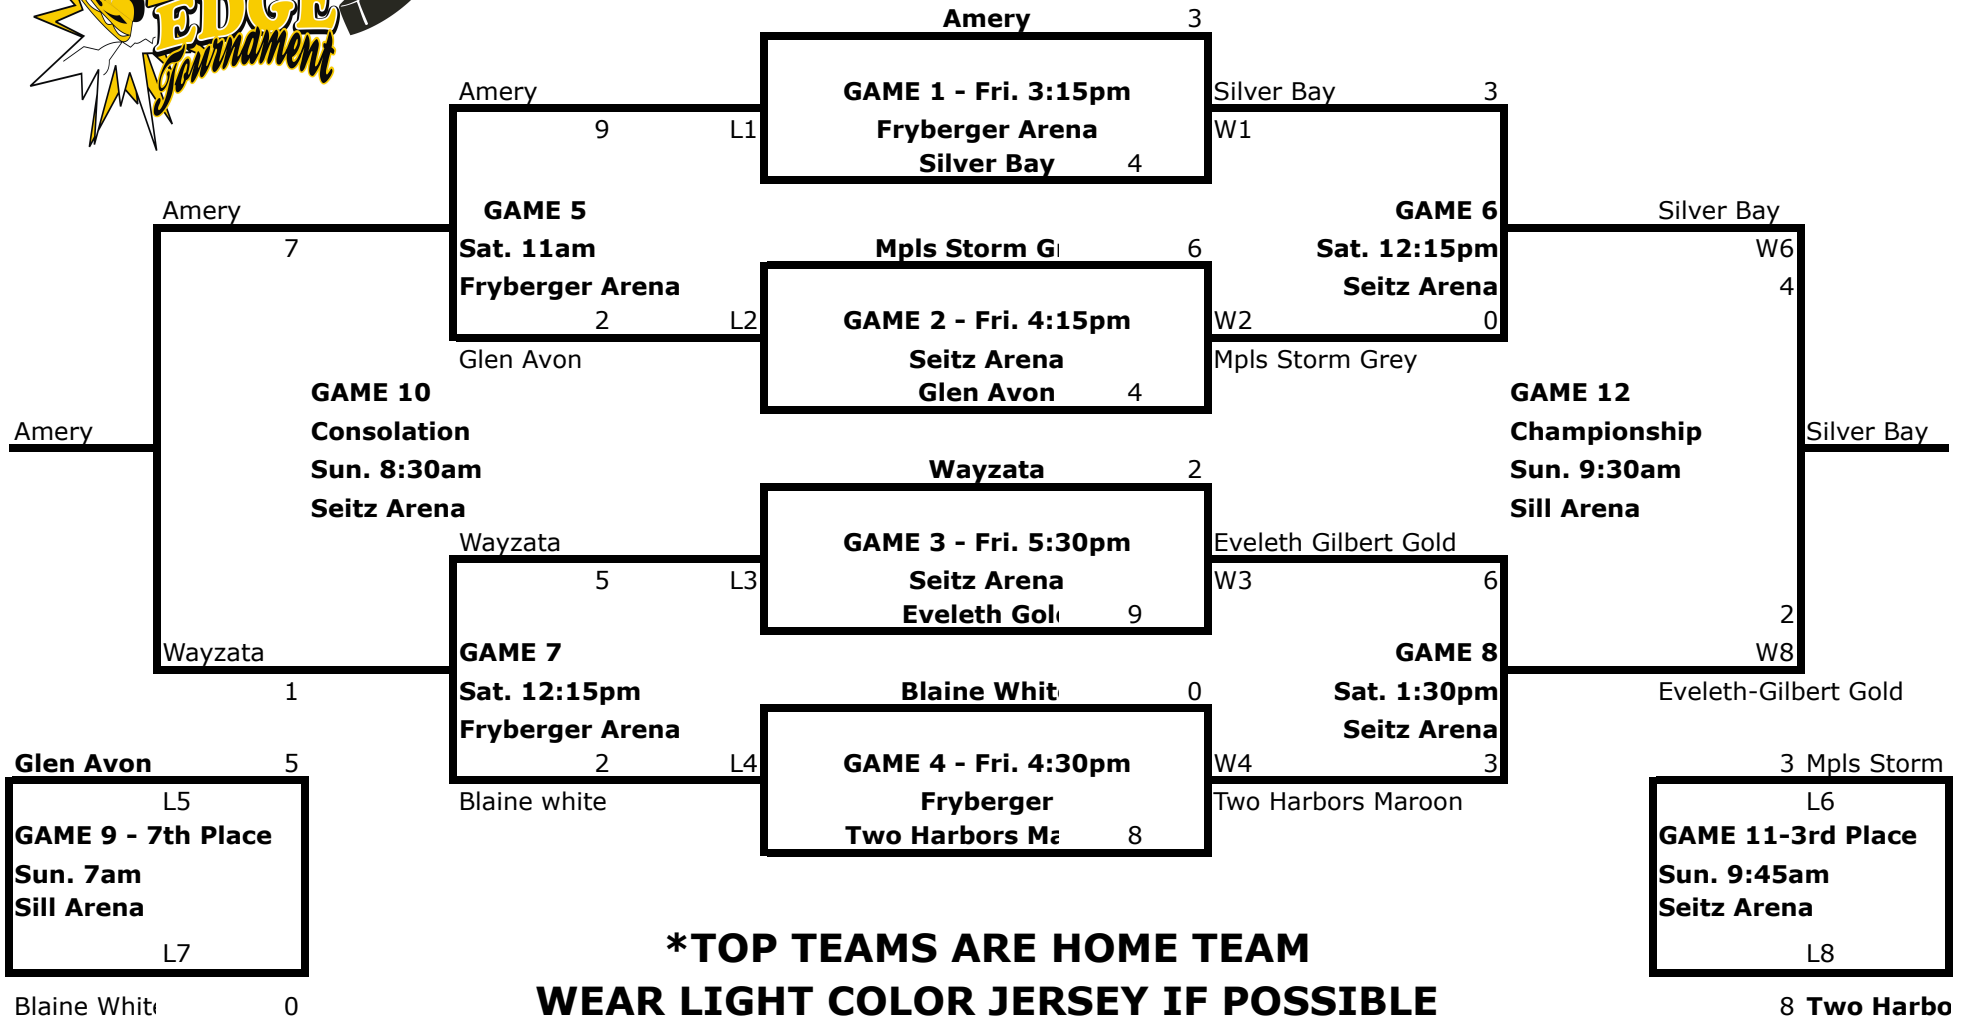 EDGE
Tournament
Amery 3
Amery
GAME 1 - Fri. 3:15pm
Silver Bay 3
9 L1
Fryberger Arena
W1
Silver Bay 4
Amery
GAME 5
GAME 6
Silver Bay
7
Sat. 11am
Mpls Storm G 6
Sat. 12:15pm
W6
Fryberger Arena
Seitz Arena
4
2 L2
GAME 2 - Fri. 4:15pm
W2 0
Glen Avon
Seitz Arena
Mpls Storm Grey
GAME 10
Glen Avon 4
GAME 12
Amery
Consolation
Championship
Silver Bay
Sun. 8:30am
Wayzata 2
Sun. 9:30am
Seitz Arena
Sill Arena
Wayzata
GAME 3 - Fri. 5:30pm
Eveleth Gilbert Gold
5 L3
Seitz Arena
W3 6
Eveleth Gol 9
2
Wayzata
GAME 7
GAME 8
W8
1
Sat. 12:15pm
Blaine Whit 0
Sat. 1:30pm
Eveleth-Gilbert Gold
Fryberger Arena
Seitz Arena
Glen Avon 5
2 L4
GAME 4 - Fri. 4:30pm
W4 3
3 Mpls Storm
L5
Blaine white
Fryberger
Two Harbors Maroon
L6
GAME 9 - 7th Place
Two Harbors Ma 8
GAME 11-3rd Place
Sun. 7am
Sun. 9:45am
Sill Arena
Seitz Arena
L7
*TOP TEAMS ARE HOME TEAM
L8
Blaine White 0
WEAR LIGHT COLOR JERSEY IF POSSIBLE
8 Two Harbo